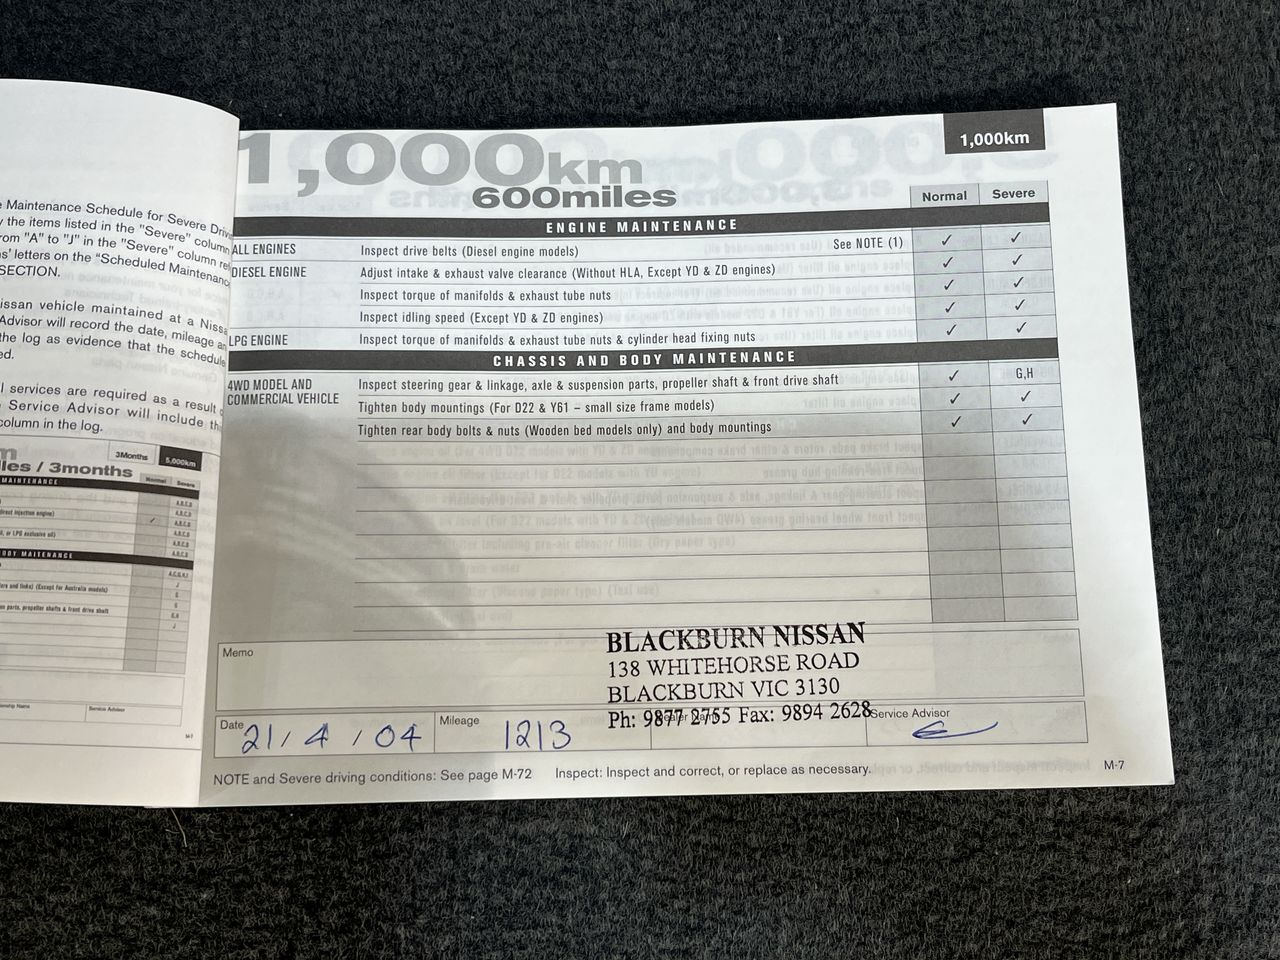 e Maintenance Schedule for Severe Driv
y the items listed in the "Severe" column
rom "A" to "J" in the "Severe" column re
s' letters on the "Scheduled Maintenanc
SECTION.
issan vehicle maintained at a Niss
Advisor will record the date, mileage a
the log as evidence that the schedule
ed.
l services are required as a result
Service Advisor will include th
column in the log.
les / 3months
3Months
5,000km
Normal
Severe
1,000km
600miles
1,000km
Normal Severe
ENGINE MAINTENANCE
ALL ENGINES Inspect drive belts (Diesel engine models) See NOTE (1) ✓ ✓
DIESEL ENGINE Adjust intake & exhaust valve clearance (Without HLA, Except YD & ZD engines) ✓ ✓
Inspect torque of manifolds & exhaust tube nuts ✓ ✓
Inspect idling speed (Except YD & ZD engines) ✓ ✓
LPG ENGINE Inspect torque of manifolds & exhaust tube nuts & cylinder head fixing nuts ✓ ✓
CHASSIS AND BODY MAINTENANCE
4WD MODEL AND Inspect steering gear & linkage, axle & suspension parts, propeller shaft & front drive shaft ✓ G,H
COMMERCIAL VEHICLE Tighten body mountings (For D22 & Y61 – small size frame models) ✓ ✓
Tighten rear body bolts & nuts (Wooden bed models only) and body mountings ✓ ✓
Memo
BLACKBURN NISSAN
138 WHITEHORSE ROAD
BLACKBURN VIC 3130
Ph: 9877 2755 Fax: 9894 2628
Date 21/4/04 Mileage 1213 Service Advisor
NOTE and Severe driving conditions: See page M-72 Inspect: Inspect and correct, or replace as necessary. M-7